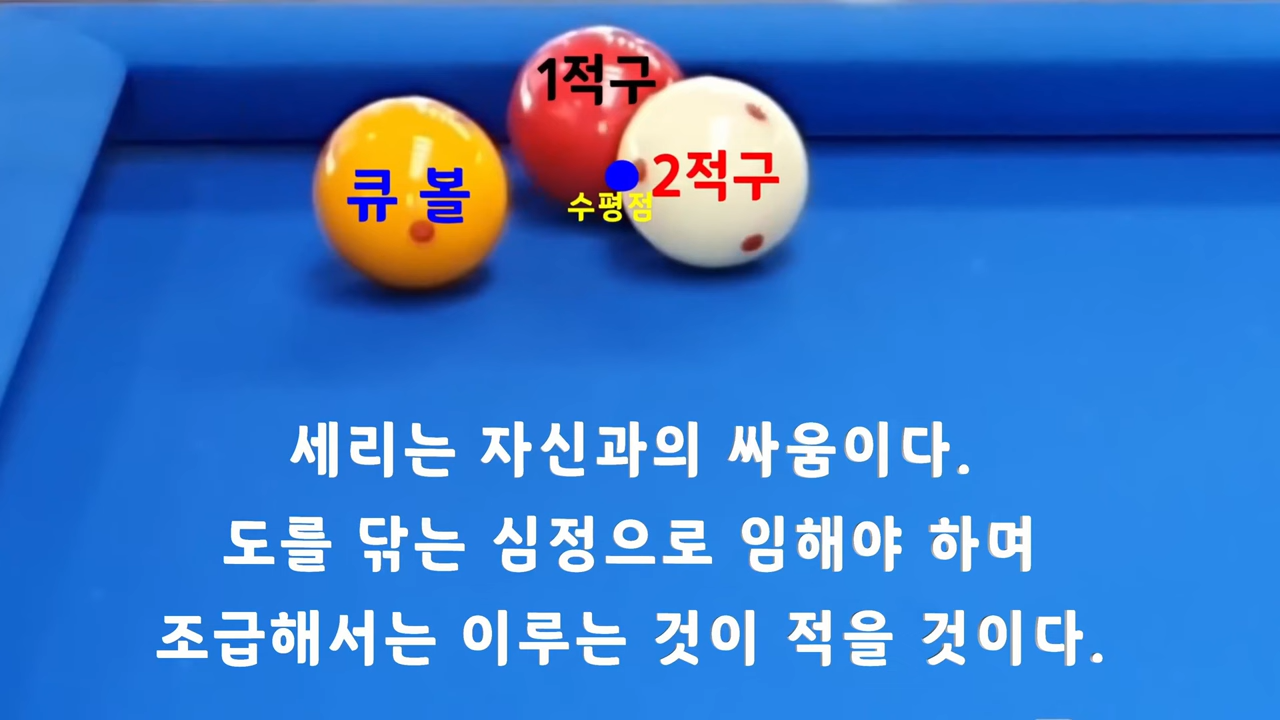 1적구
큐 볼
2적구
수평점
세리는 자신과의 싸움이다.
도를 닦는 심정으로 임해야 하며
조급해서는 이루는 것이 적을 것이다.